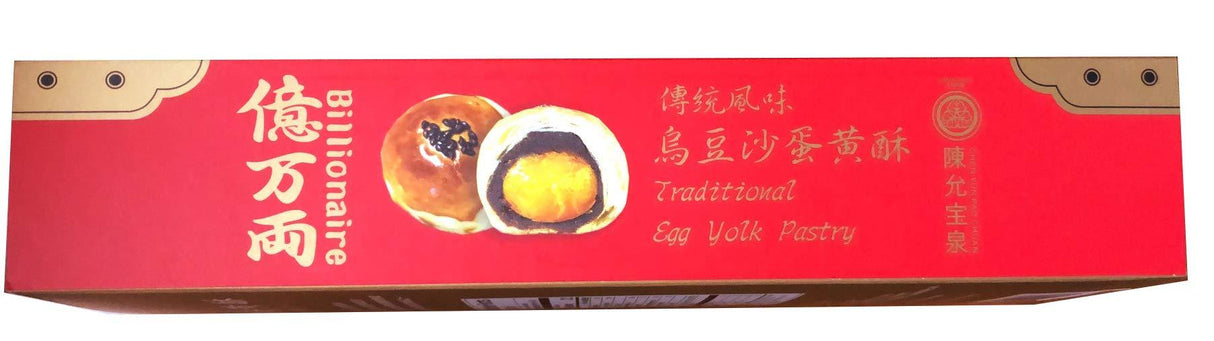 億万両
Billionaire
傳統風味
烏豆沙蛋黃酥
Traditional
Egg Yolk Pastry
陳允宝泉